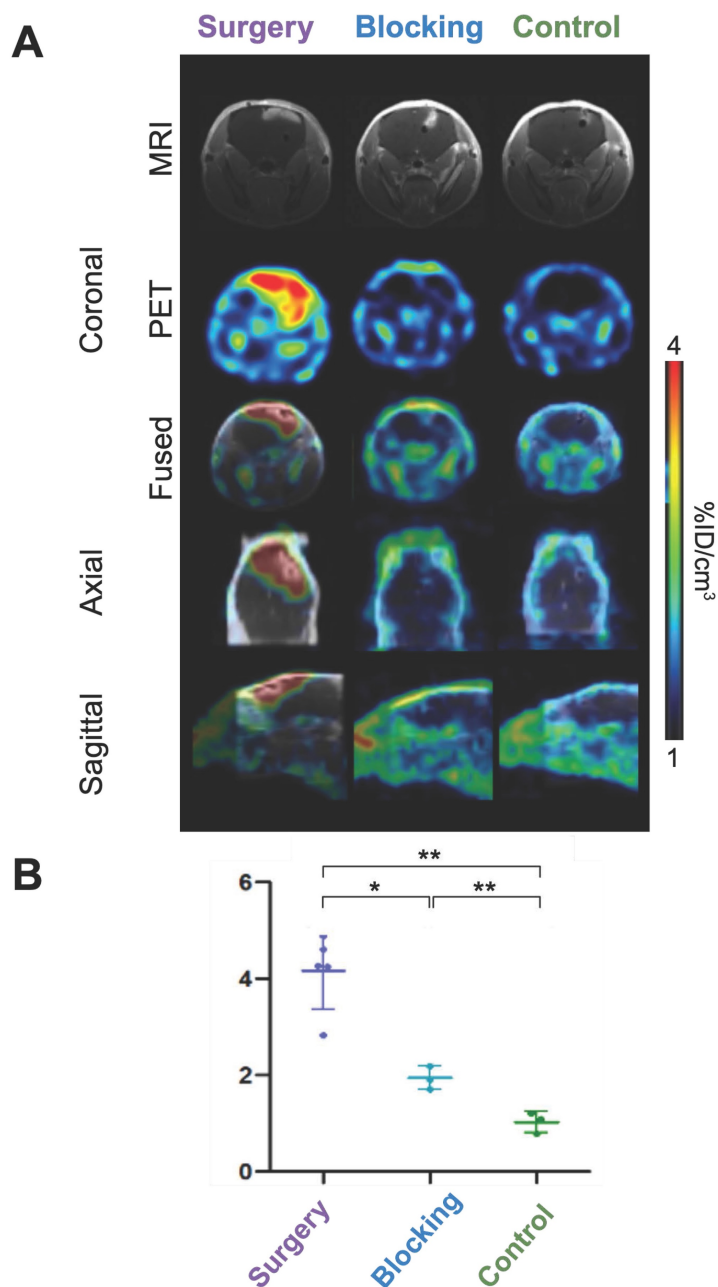 A
Surgery Blocking Control
MRI
Coronal
PET
Fused
Axial
Sagittal
4
%ID/cm³
1
B
**
* **
6
4
2
0
Surgery
Blocking
Control